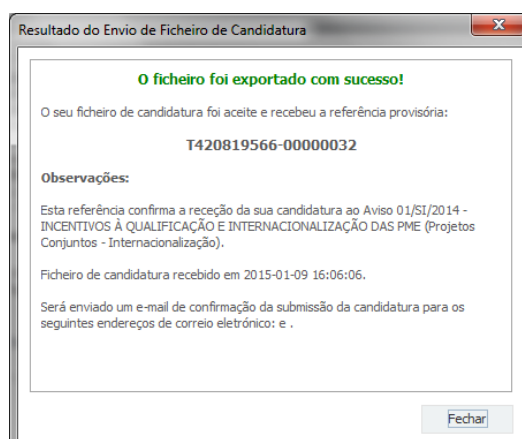 Resultado do Envio de Ficheiro de Candidatura
O ficheiro foi exportado com sucesso!
O seu ficheiro de candidatura foi aceite e recebeu a referência provisória:
T420819566-00000032
Observações:
Esta referência confirma a receção da sua candidatura ao Aviso 01/SI/2014 -
INCENTIVOS À QUALIFICAÇÃO E INTERNACIONALIZAÇÃO DAS PME (Projetos
Conjuntos - Internacionalização).
Ficheiro de candidatura recebido em 2015-01-09 16:06:06.
Será enviado um e-mail de confirmação da submissão da candidatura para os
seguintes endereços de correio eletrónico: e .
Fechar